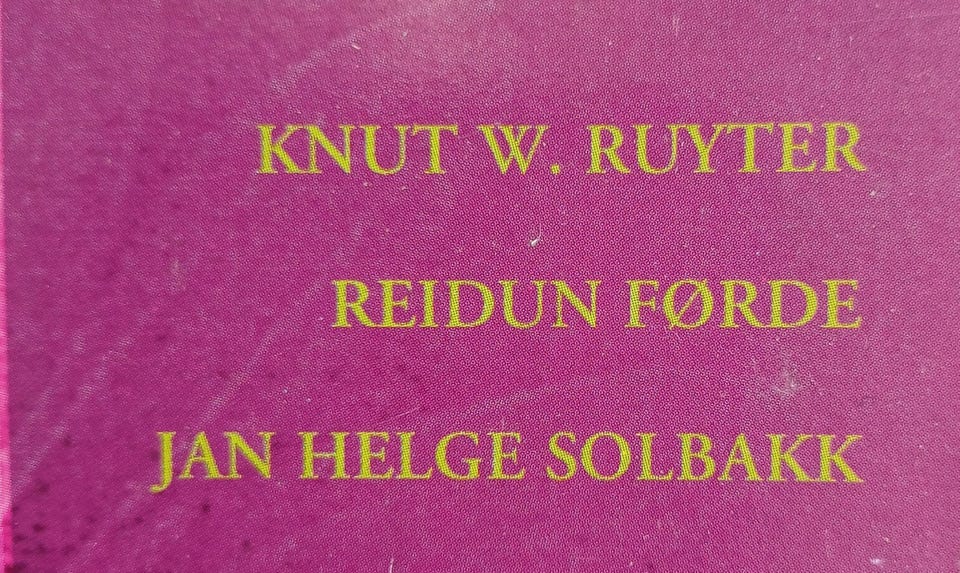 KNUT W. RUYTER
REIDUN FØRDE
JAN HELGE SOLBAKK